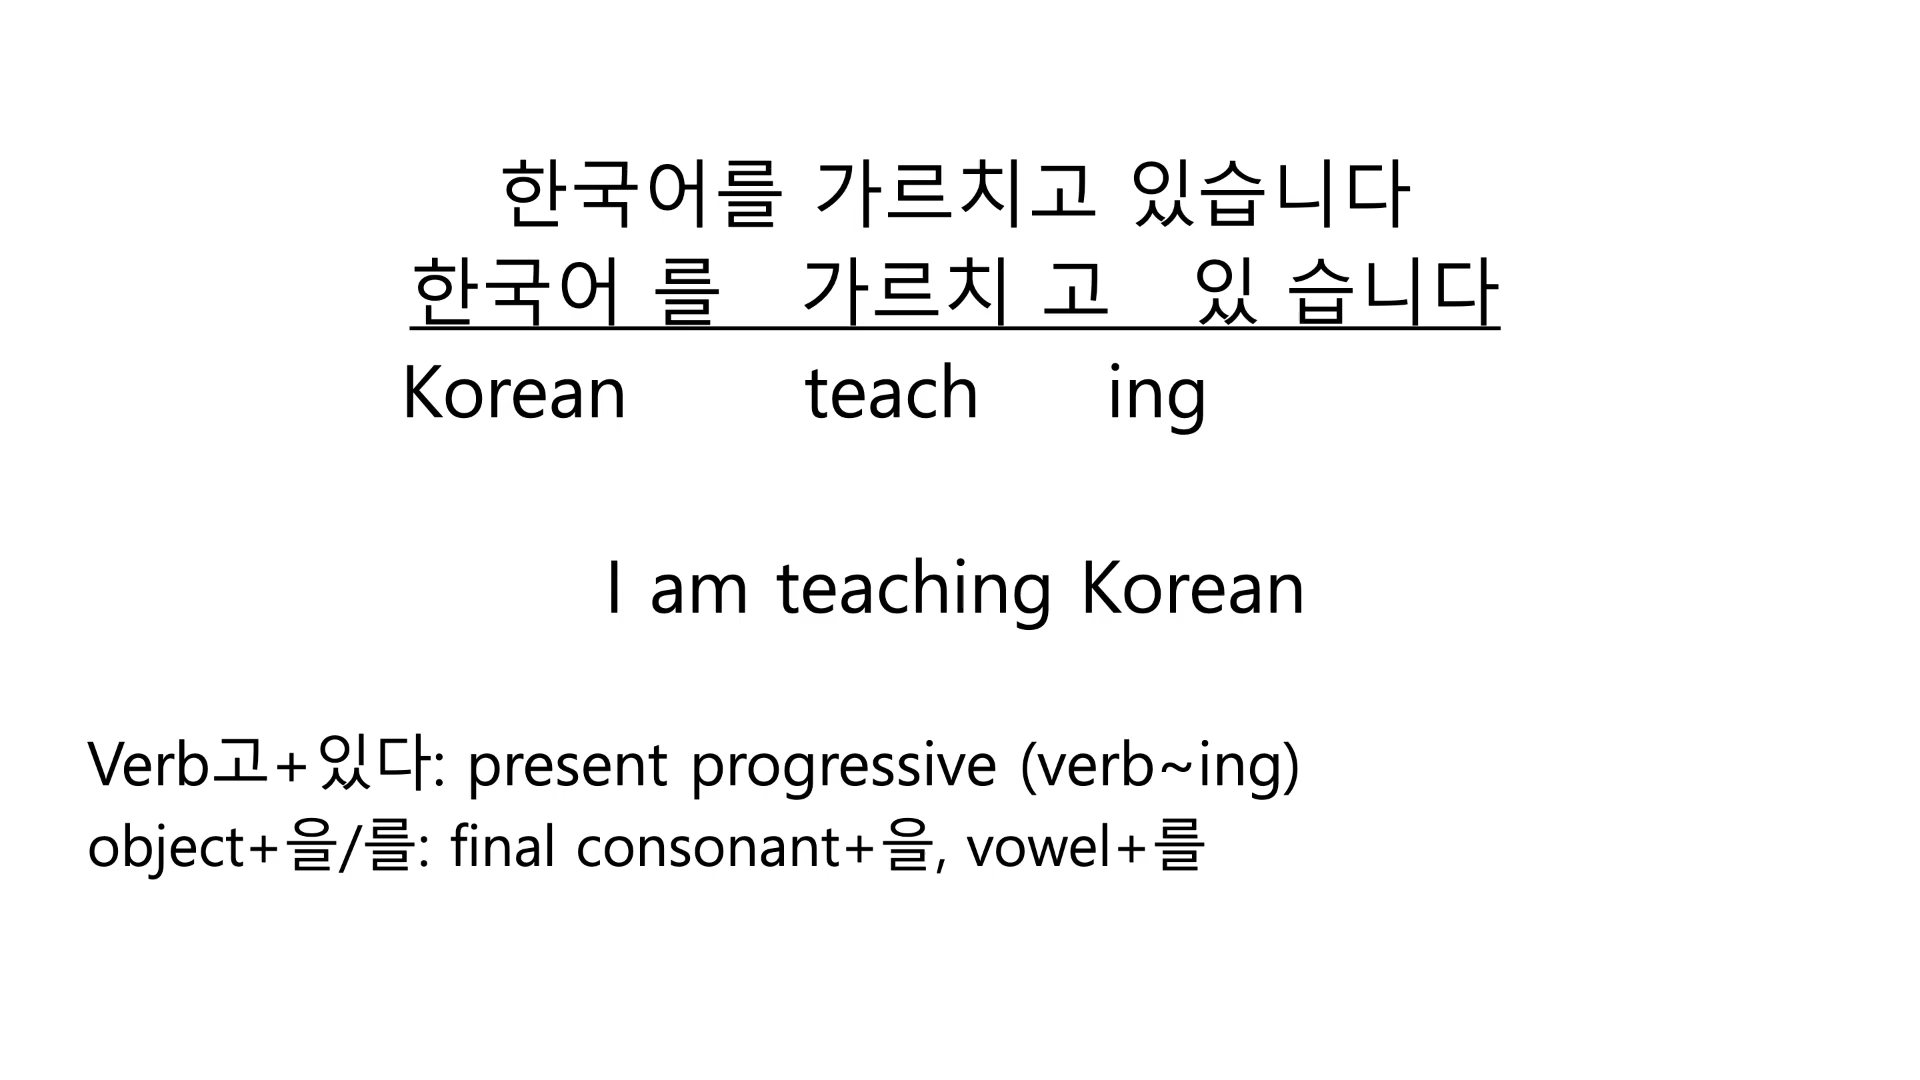 한국어를 가르치고 있습니다
한국어 를 가르치 고 있 습니다
Korean teach ing
I am teaching Korean
Verb고+있다: present progressive (verb~ing)
object+을/를: final consonant+을, vowel+를